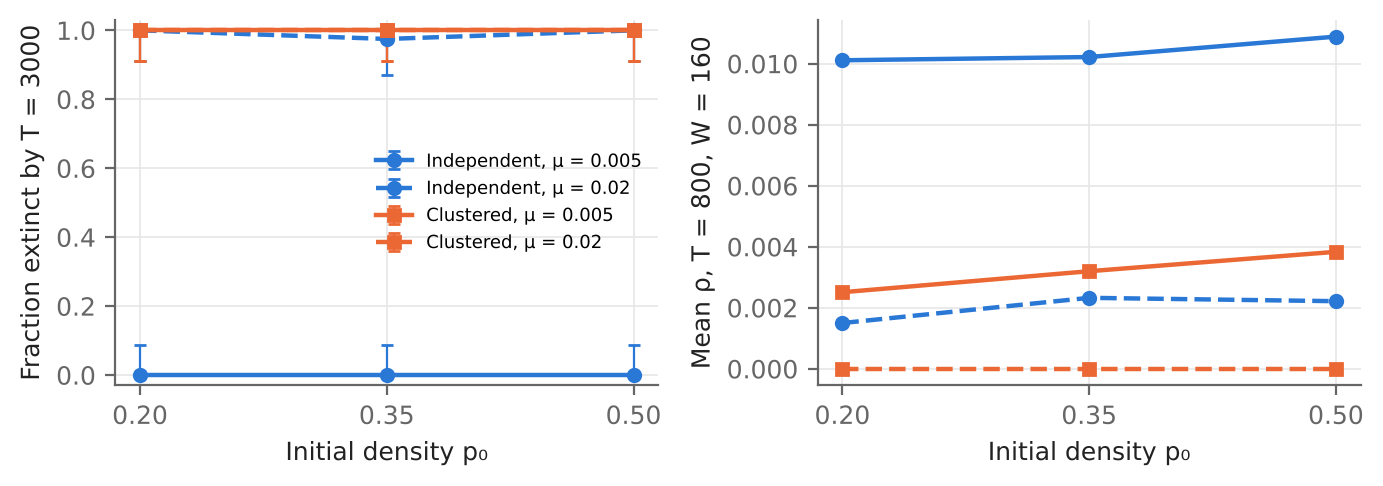 Fraction extinct by T = 3000
1.0
0.8
0.6
0.4
0.2
0.0
Independent, μ = 0.005
Independent, μ = 0.02
Clustered, μ = 0.005
Clustered, μ = 0.02
0.20 0.35 0.50
Initial density p₀
Mean ρ, T = 800, W = 160
0.010
0.008
0.006
0.004
0.002
0.000
0.20 0.35 0.50
Initial density p₀